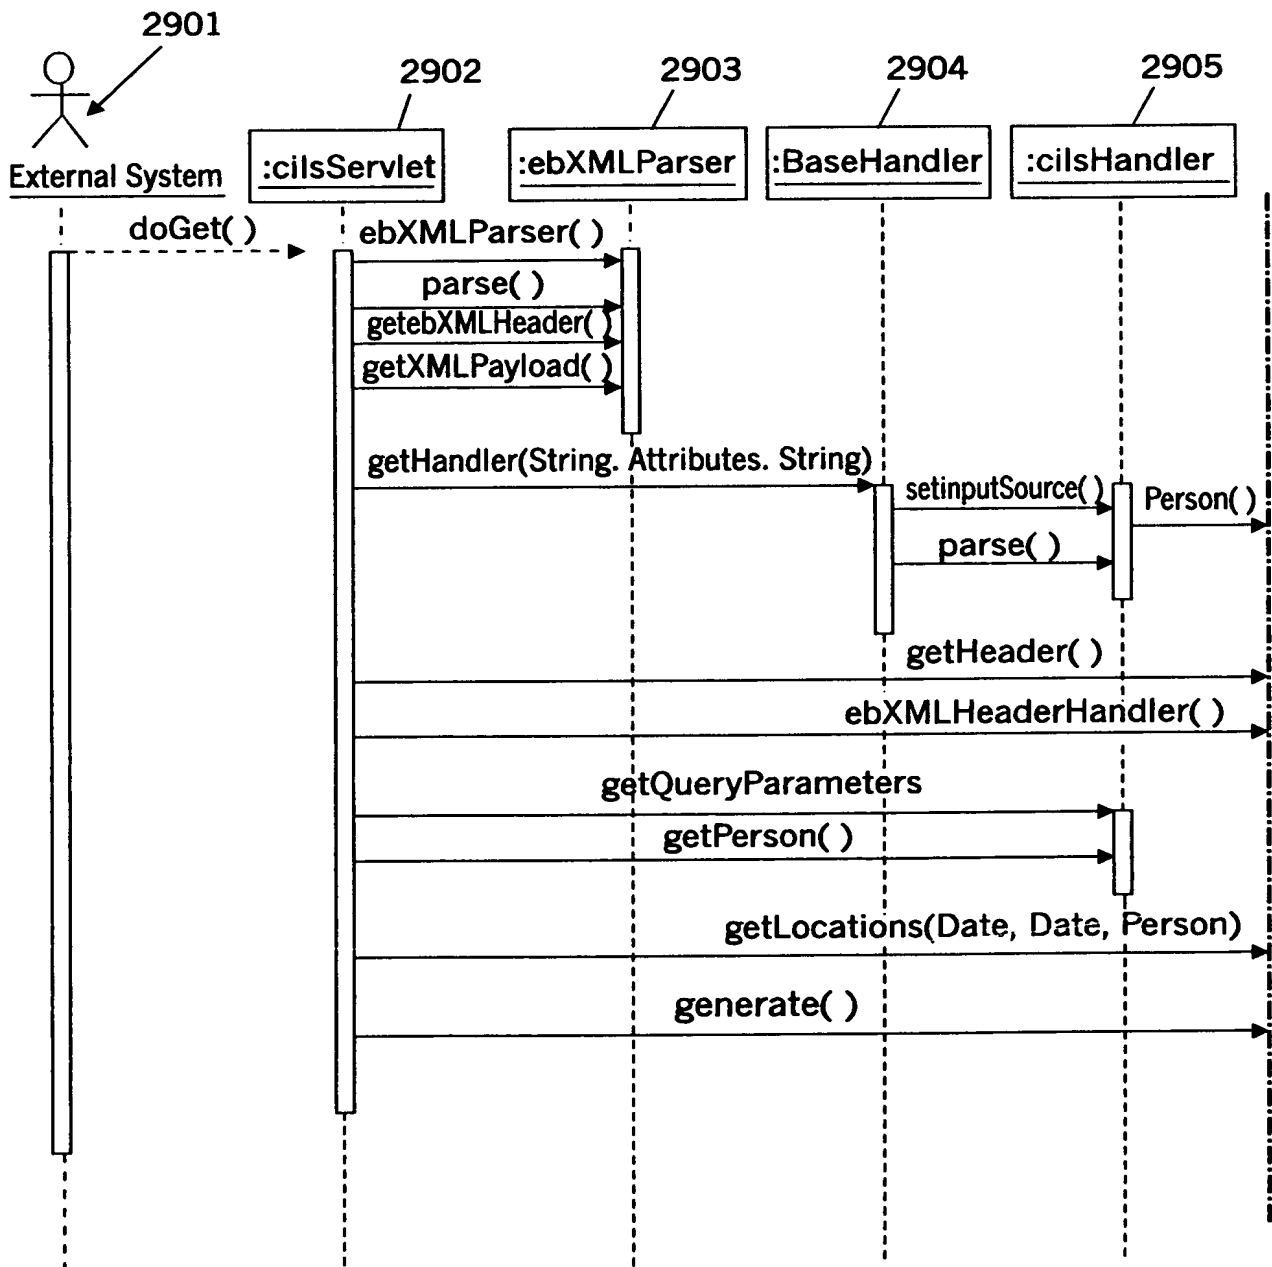 2901
2902
2903
2904
2905
External System
:cilsServlet
:ebXMLParser
:BaseHandler
:cilsHandler
doGet( )
ebXMLParser( )
parse( )
getebXMLHeader( )
getXMLPayload( )
getHandler(String. Attributes. String)
setinputSource( )
Person( )
parse( )
getHeader( )
ebXMLHeaderHandler( )
getQueryParameters
getPerson( )
getLocations(Date, Date, Person)
generate( )